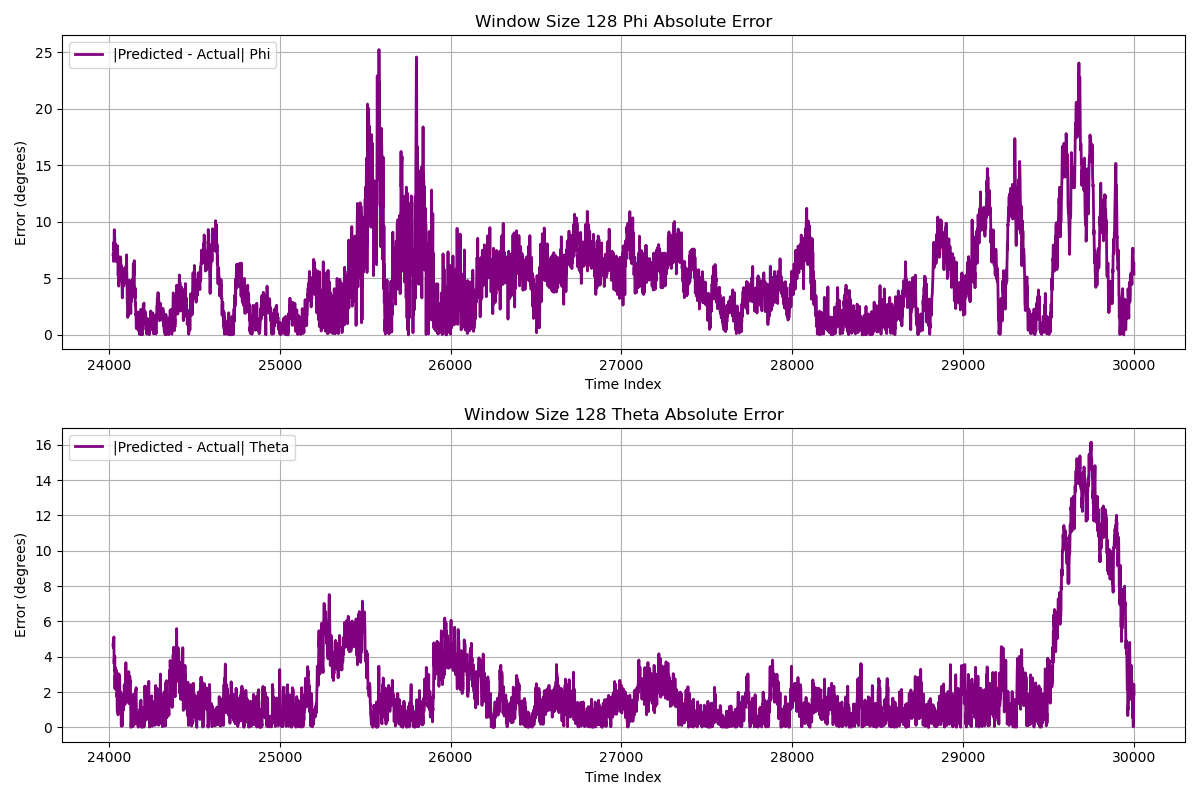 Window Size 128 Phi Absolute Error
|Predicted - Actual| Phi
Error (degrees)
25
20
15
10
5
0
24000 25000 26000 27000 28000 29000 30000
Time Index
Window Size 128 Theta Absolute Error
|Predicted - Actual| Theta
Error (degrees)
16
14
12
10
8
6
4
2
0
24000 25000 26000 27000 28000 29000 30000
Time Index